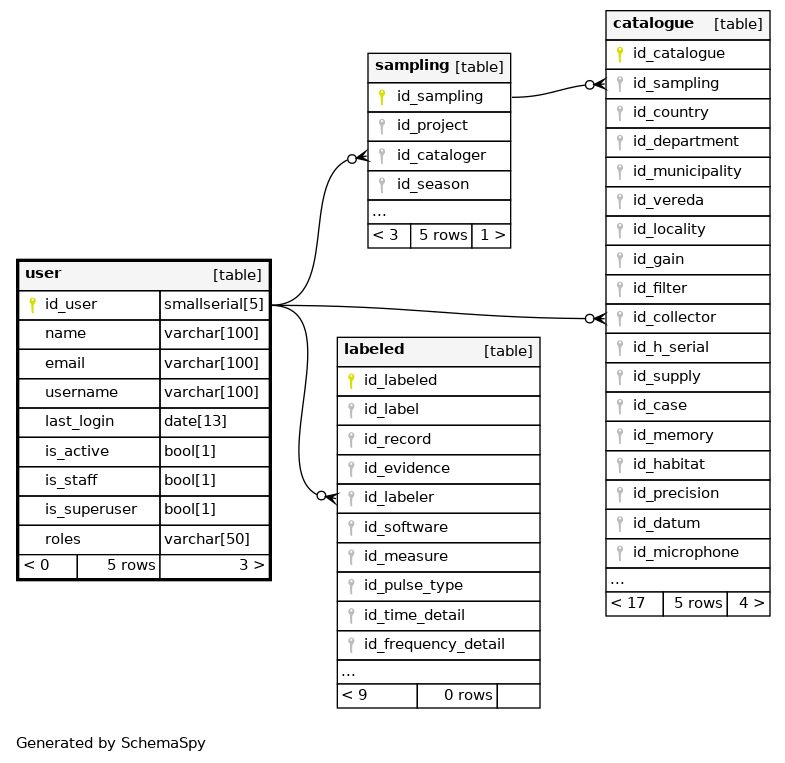 catalogue [table]
id_catalogue
id_sampling
id_country
id_department
id_municipality
id_vereda
id_locality
id_gain
id_filter
id_collector
id_h_serial
id_supply
id_case
id_memory
id_habitat
id_precision
id_datum
id_microphone
...
< 17 5 rows 4 >
sampling [table]
id_sampling
id_project
id_cataloger
id_season
...
< 3 5 rows 1 >
user [table]
id_user smallserial[5]
name varchar[100]
email varchar[100]
username varchar[100]
last_login date[13]
is_active bool[1]
is_staff bool[1]
is_superuser bool[1]
roles varchar[50]
< 0 5 rows 3 >
labeled [table]
id_labeled
id_label
id_record
id_evidence
id_labeler
id_software
id_measure
id_pulse_type
id_time_detail
id_frequency_detail
...
< 9 0 rows
Generated by SchemaSpy